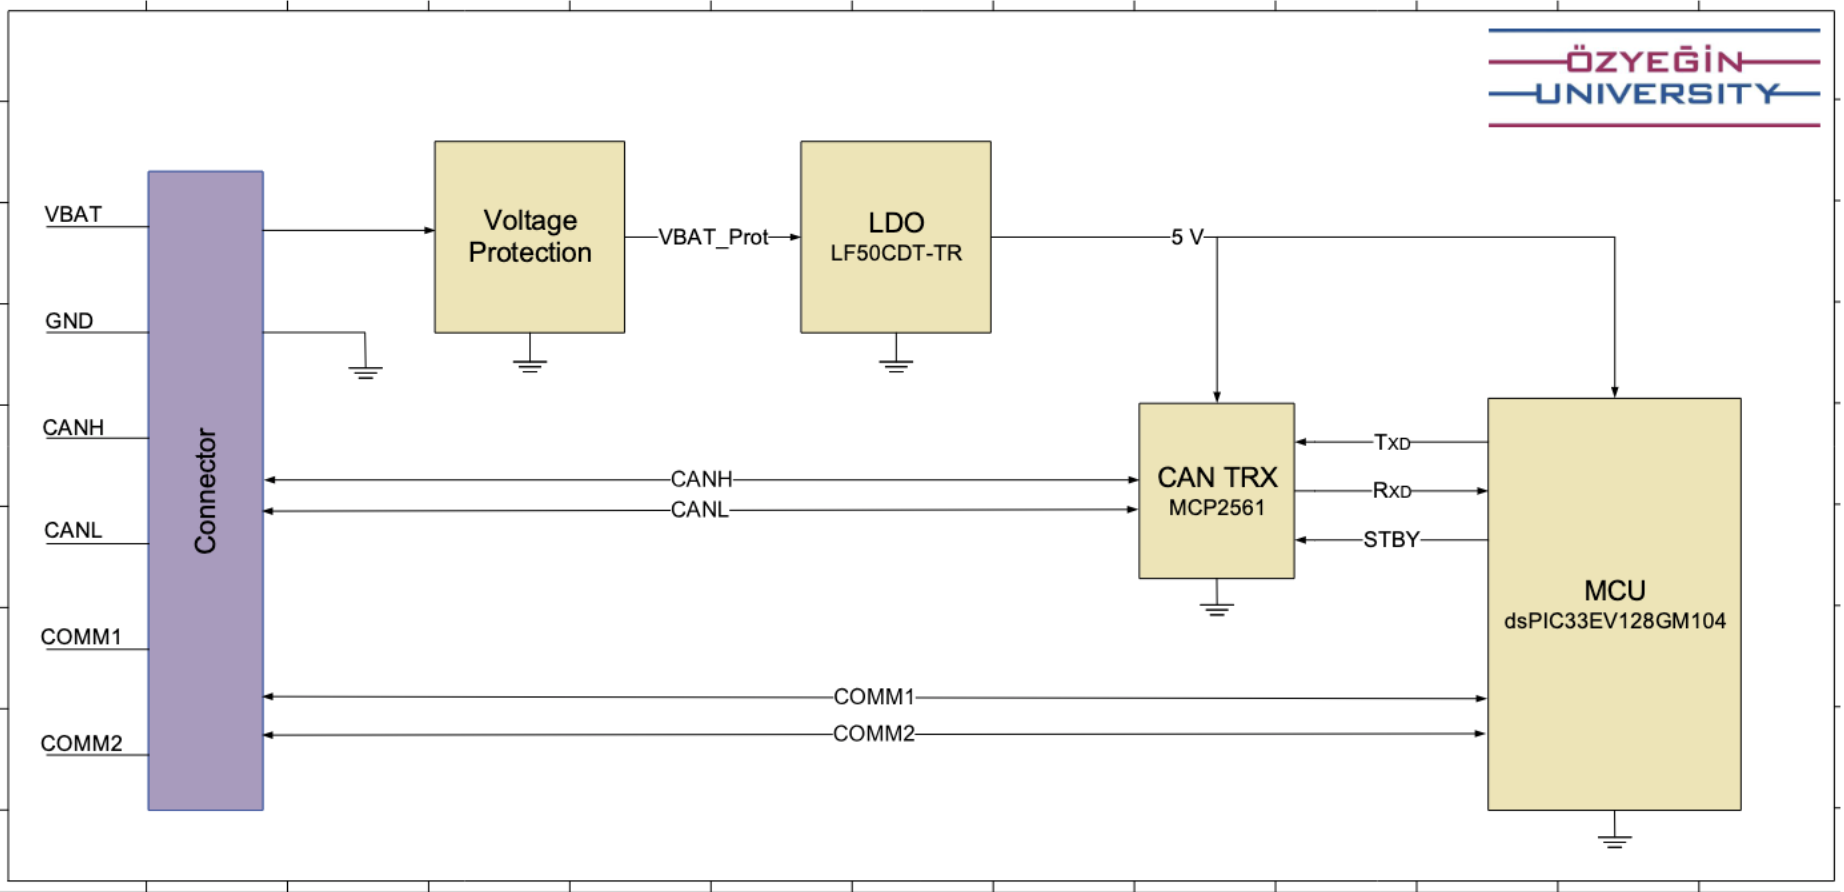 ÖZYEĞİN
UNIVERSITY
VBAT
GND
CANH
CANL
COMM1
COMM2
Connector
Voltage
Protection
VBAT_Prot
LDO
LF50CDT-TR
5 V
CANH
CANL
CAN TRX
MCP2561
TXD
RXD
STBY
MCU
dsPIC33EV128GM104
COMM1
COMM2